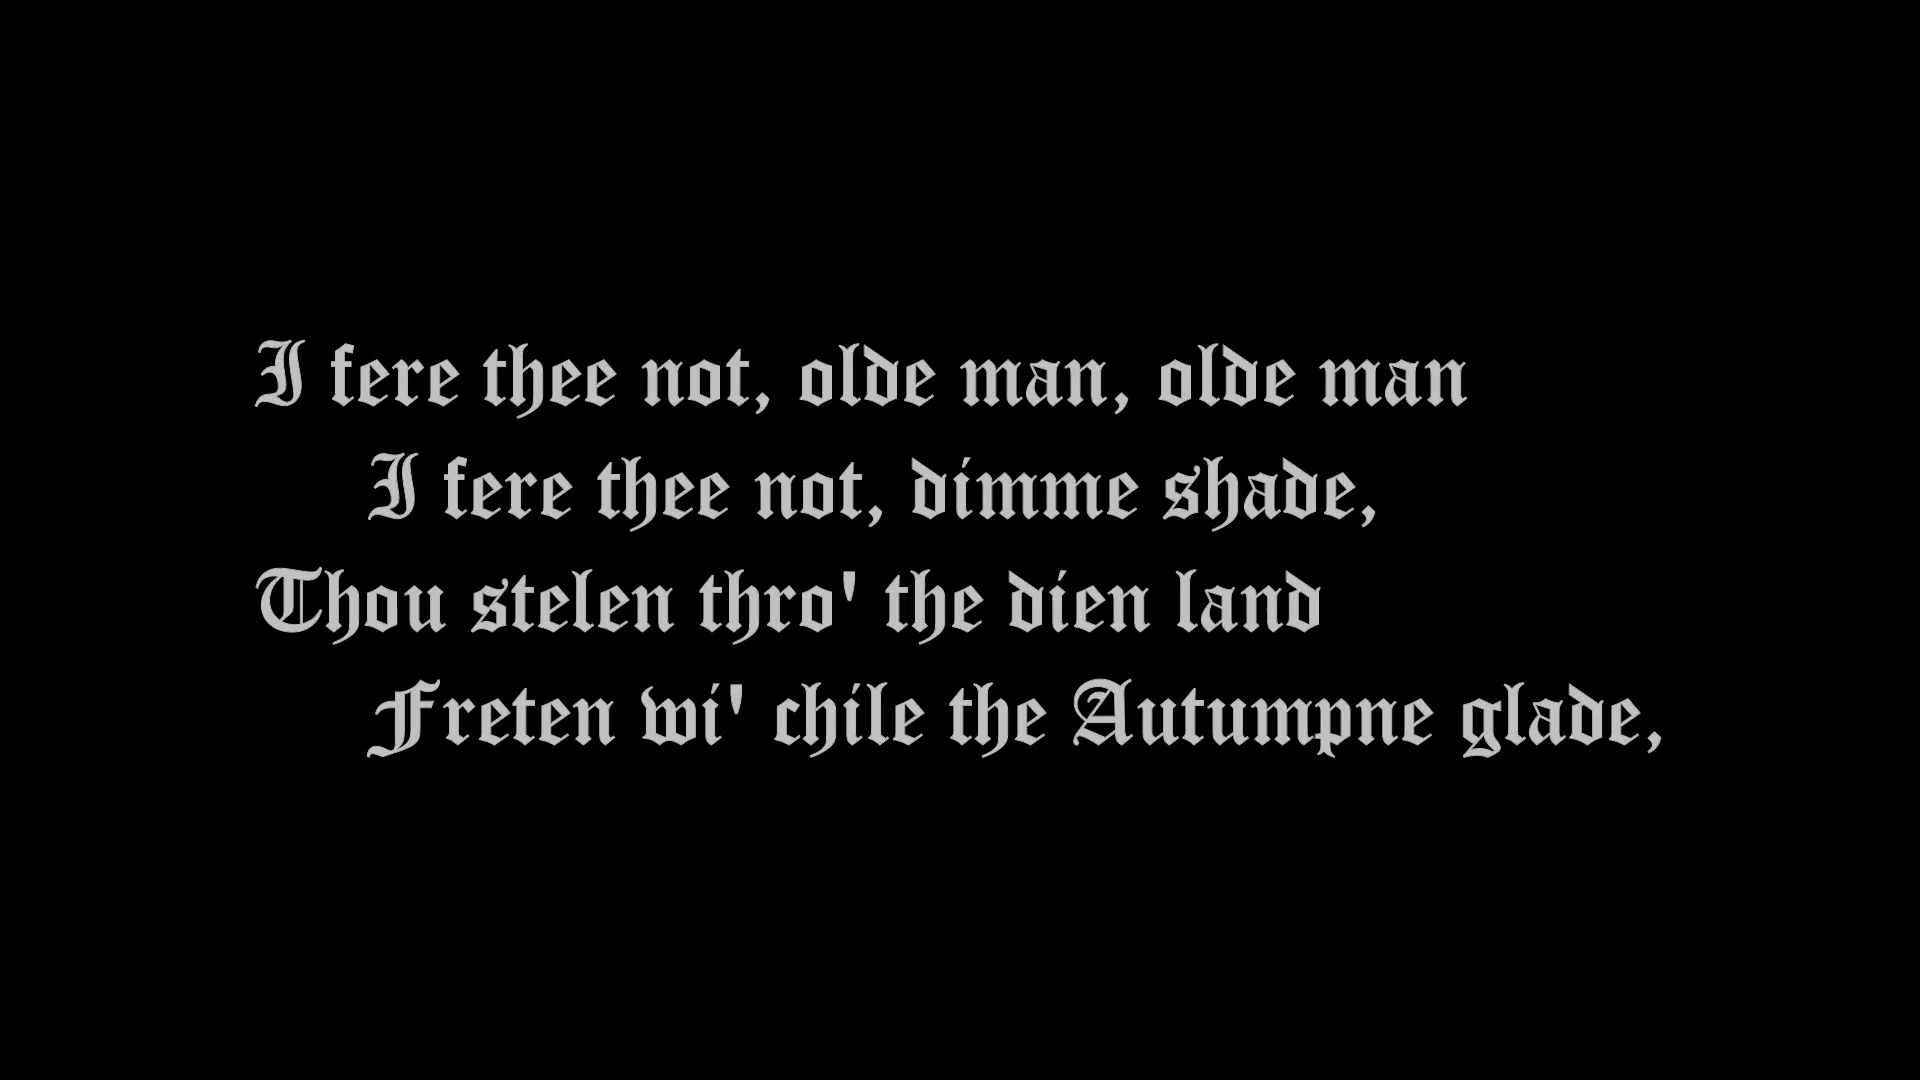 I fere thee not, olde man, olde man
I fere thee not, dimme shade,
Thou stelen thro' the dien land
Freten wi' chile the Autumpne glade,